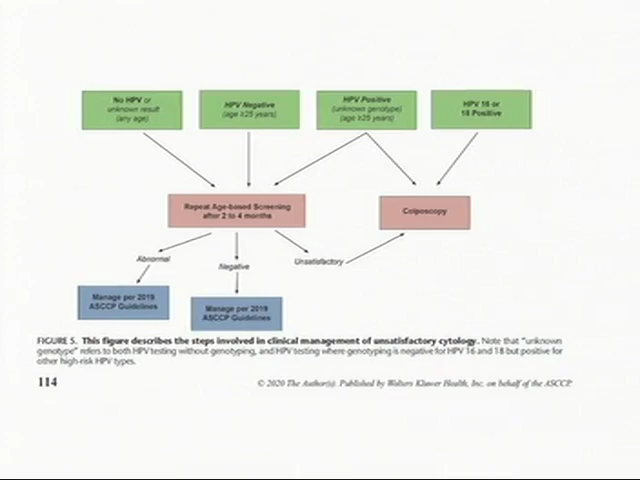 No HPV or
unknown result
(any age)
HPV Negative
(age ≥25 years)
HPV Positive
(unknown genotype)
(age ≥25 years)
HPV 16 or
18 Positive
Repeat Age-based Screening
after 2 to 4 months
Colposcopy
Abnormal
Negative
Unsatisfactory
Manage per 2019
ASCCP Guidelines
Manage per 2019
ASCCP Guidelines
FIGURE 5. This figure describes the steps involved in clinical management of unsatisfactory cytology. Note that "unknown
genotype" refers to both HPV testing without genotyping, and HPV testing where genotyping is negative for HPV 16 and 18 but positive for
other high-risk HPV types.
114
© 2020 The Author(s). Published by Wolters Kluwer Health, Inc. on behalf of the ASCCP.